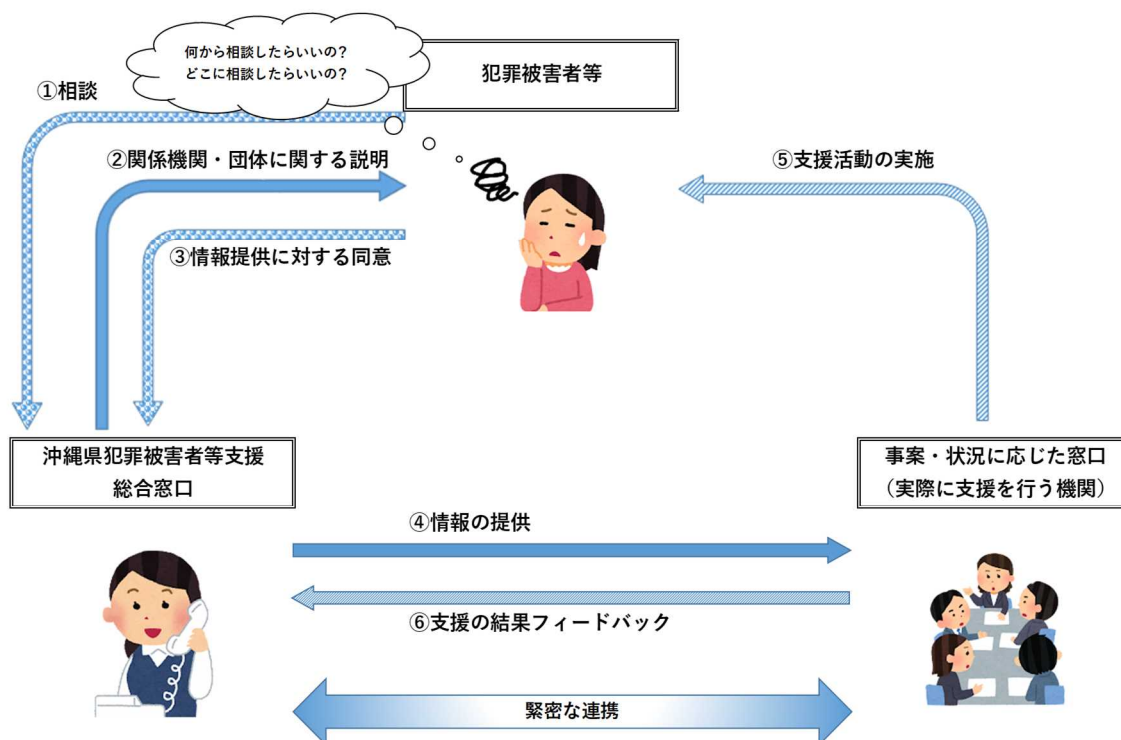 何から相談したらいいの？
どこに相談したらいいの？
犯罪被害者等
①相談
②関係機関・団体に関する説明
⑤支援活動の実施
③情報提供に対する同意
沖縄県犯罪被害者等支援
総合窓口
事案・状況に応じた窓口
（実際に支援を行う機関）
④情報の提供
⑥支援の結果フィードバック
緊密な連携